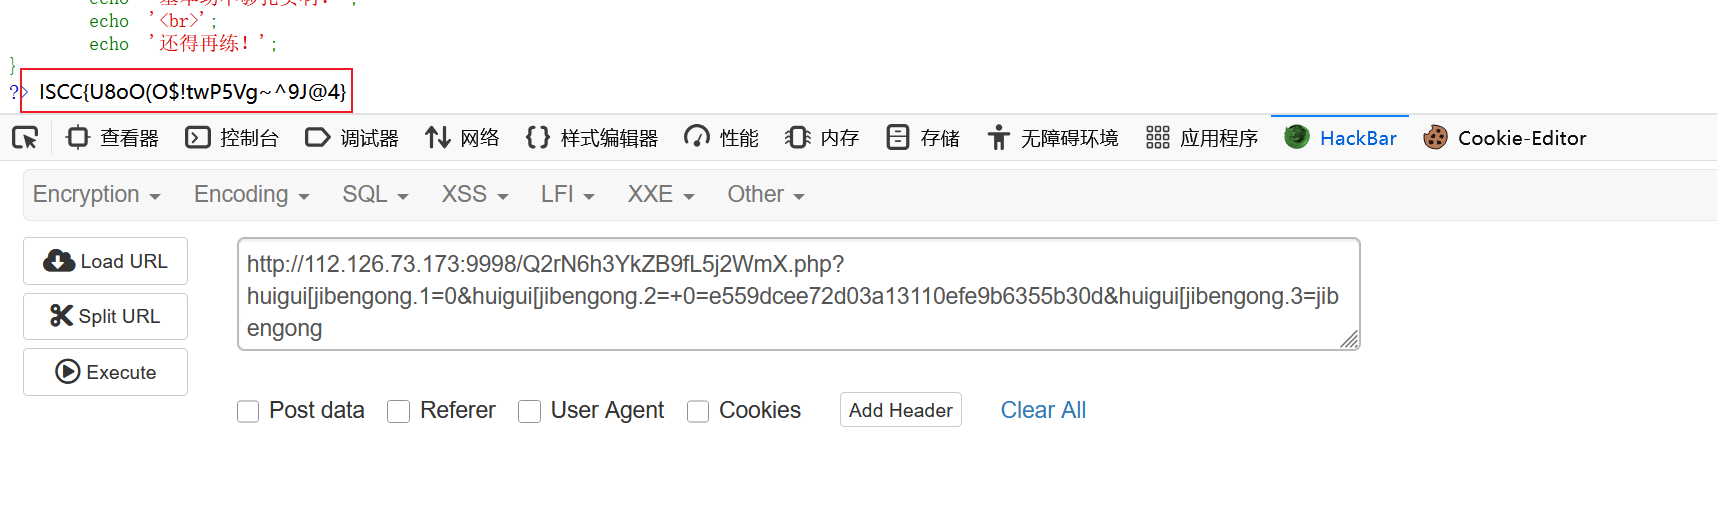 echo '<br>';
echo '还得再练！';
}
?> ISCC{U8oO(O$!twP5Vg~^9J@4}
查看器 控制台 调试器 网络 样式编辑器 性能 内存 存储 无障碍环境 应用程序 HackBar Cookie-Editor
Encryption Encoding SQL XSS LFI XXE Other
Load URL
Split URL
Execute
http://112.126.73.173:9998/Q2rN6h3YkZB9fL5j2WmX.php?
huigui[jibengong.1=0&huigui[jibengong.2=+0=e559dcee72d03a13110efe9b6355b30d&huigui[jibengong.3=jib
engong
Post data Referer User Agent Cookies Add Header Clear All